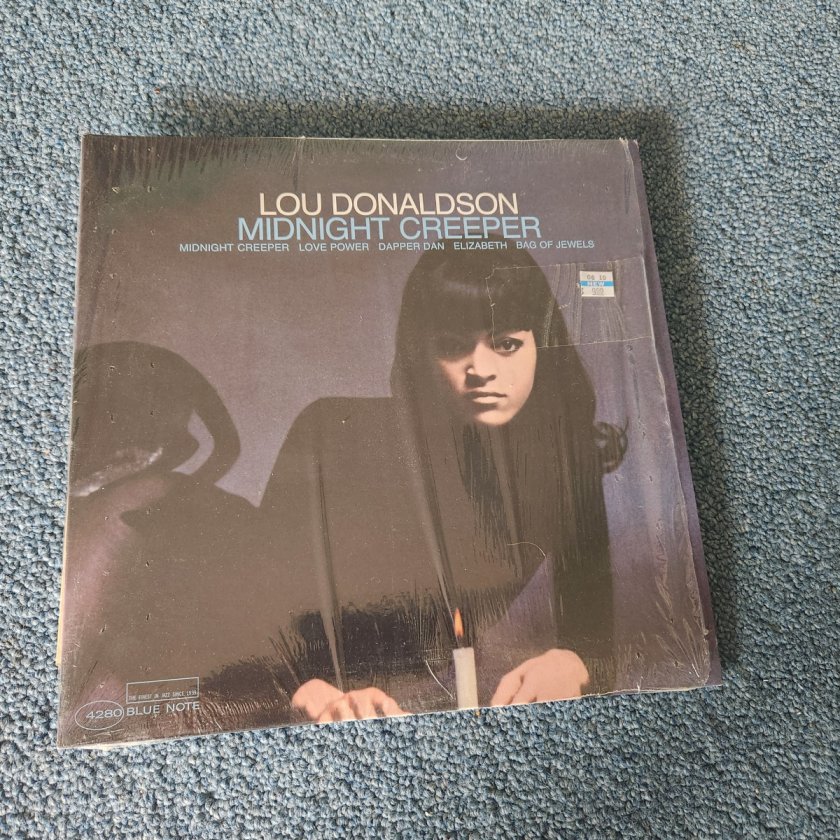 LOU DONALDSON
MIDNIGHT CREEPER
MIDNIGHT CREEPER LOVE POWER DAPPER DAN ELIZABETH BAG OF JEWELS
NEW
THE FINEST IN JAZZ SINCE 1939
4280 BLUE NOTE